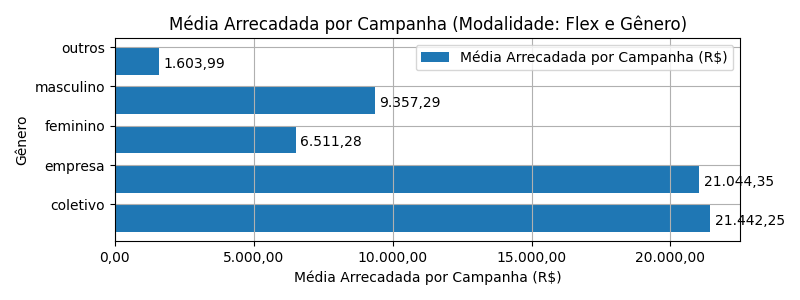 Média Arrecadada por Campanha (Modalidade: Flex e Gênero)
Média Arrecadada por Campanha (R$)
outros
1.603,99
masculino
9.357,29
feminino
6.511,28
empresa
21.044,35
coletivo
21.442,25
Gênero
0,00 5.000,00 10.000,00 15.000,00 20.000,00
Média Arrecadada por Campanha (R$)